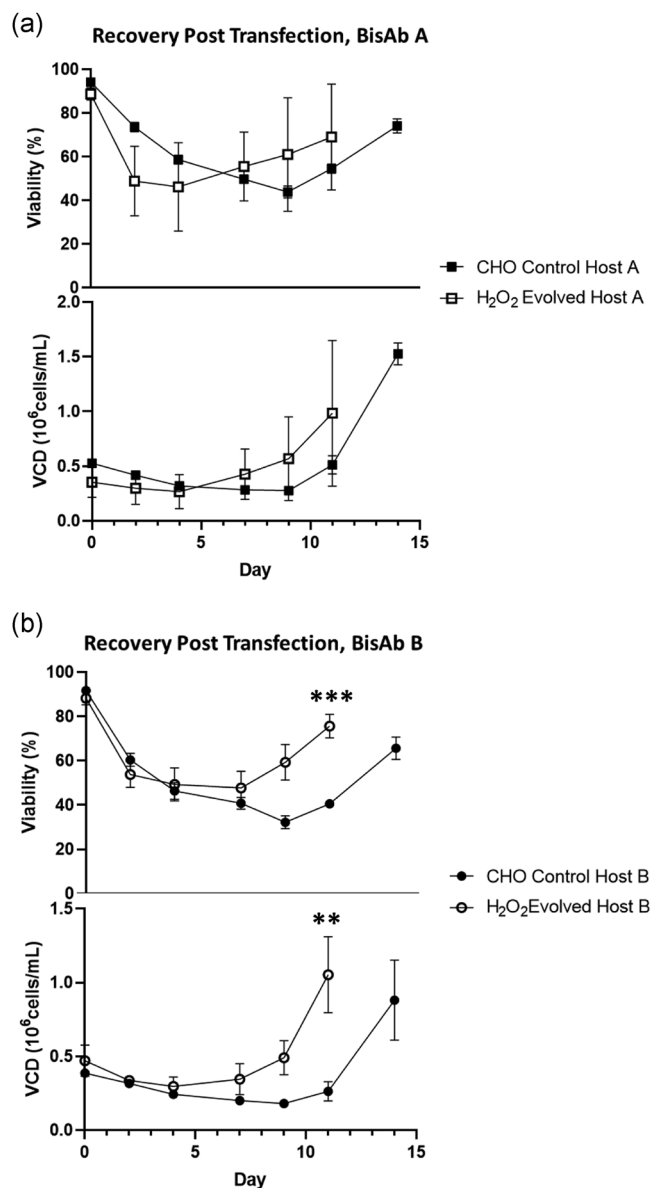 (a)
Recovery Post Transfection, BisAb A
100
80
60
40
20
0
Viability (%)
2.0
1.5
1.0
0.5
0.0
VCD (10⁶cells/mL)
0 5 10 15
Day
CHO Control Host A
H₂O₂ Evolved Host A
(b)
Recovery Post Transfection, BisAb B
100
80
60
40
20
0
Viability (%)
***
1.5
1.0
0.5
0.0
VCD (10⁶cells/mL)
**
0 5 10 15
Day
CHO Control Host B
H₂O₂Evolved Host B